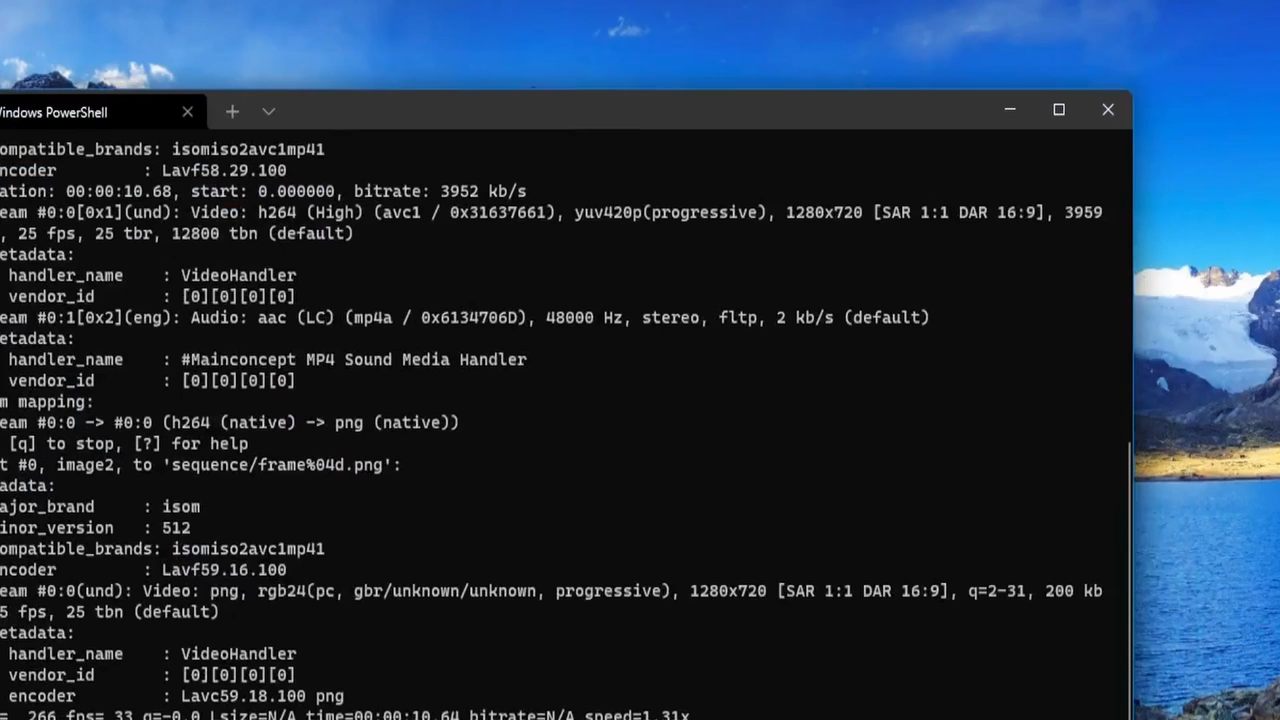 indows PowerShell
ompatible_brands: isomiso2avc1mp41
ncoder : Lavf58.29.100
ation: 00:00:10.68, start: 0.000000, bitrate: 3952 kb/s
eam #0:0[0x1](und): Video: h264 (High) (avc1 / 0x31637661), yuv420p(progressive), 1280x720 [SAR 1:1 DAR 16:9], 3959
, 25 fps, 25 tbr, 12800 tbn (default)
etadata:
handler_name : VideoHandler
vendor_id : [0][0][0][0]
eam #0:1[0x2](eng): Audio: aac (LC) (mp4a / 0x6134706D), 48000 Hz, stereo, fltp, 2 kb/s (default)
etadata:
handler_name : #Mainconcept MP4 Sound Media Handler
vendor_id : [0][0][0][0]
m mapping:
eam #0:0 -> #0:0 (h264 (native) -> png (native))
[q] to stop, [?] for help
t #0, image2, to 'sequence/frame%04d.png':
adata:
ajor_brand : isom
inor_version : 512
ompatible_brands: isomiso2avc1mp41
ncoder : Lavf59.16.100
eam #0:0(und): Video: png, rgb24(pc, gbr/unknown/unknown, progressive), 1280x720 [SAR 1:1 DAR 16:9], q=2-31, 200 kb
5 fps, 25 tbn (default)
etadata:
handler_name : VideoHandler
vendor_id : [0][0][0][0]
encoder : Lavc59.18.100 png
= 266 fps= 33 q=-0.0 Lsize=N/A time=00:00:10.64 bitrate=N/A speed=1.31x